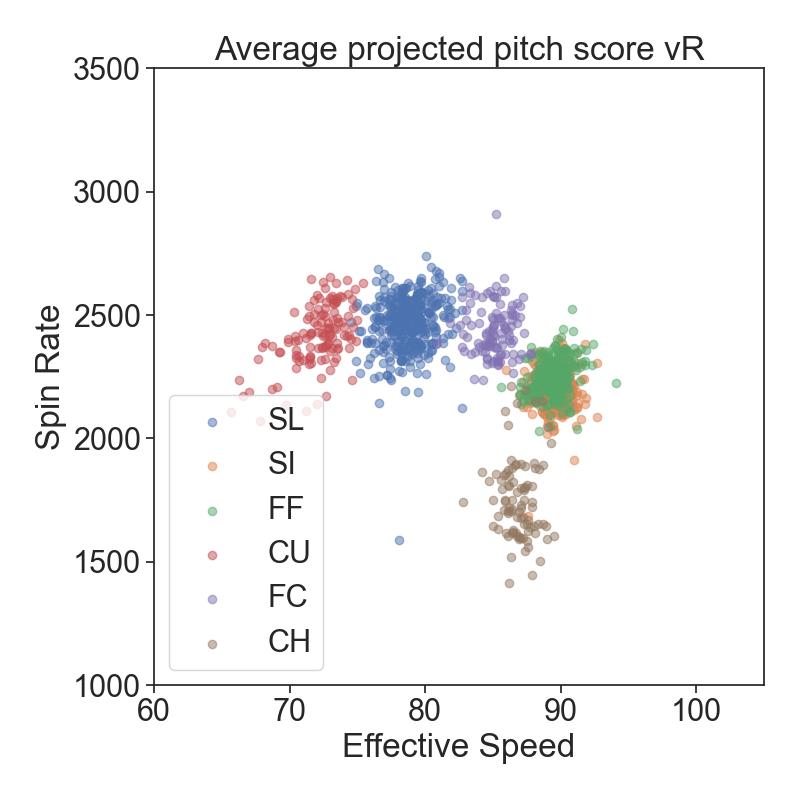 Average projected pitch score vR
3500
3000
2500
2000
1500
1000
Spin Rate
SL
SI
FF
CU
FC
CH
60 70 80 90 100
Effective Speed